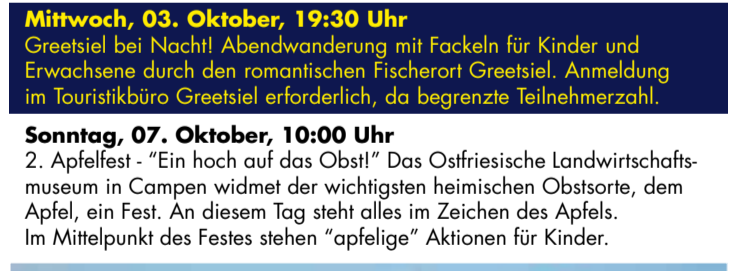 Mittwoch, 03. Oktober, 19:30 Uhr
Greetsiel bei Nacht! Abendwanderung mit Fackeln für Kinder und
Erwachsene durch den romantischen Fischerort Greetsiel. Anmeldung
im Touristikbüro Greetsiel erforderlich, da begrenzte Teilnehmerzahl.
Sonntag, 07. Oktober, 10:00 Uhr
2. Apfelfest - “Ein hoch auf das Obst!” Das Ostfriesische Landwirtschafts-
museum in Campen widmet der wichtigsten heimischen Obstsorte, dem
Apfel, ein Fest. An diesem Tag steht alles im Zeichen des Apfels.
Im Mittelpunkt des Festes stehen “apfelige” Aktionen für Kinder.